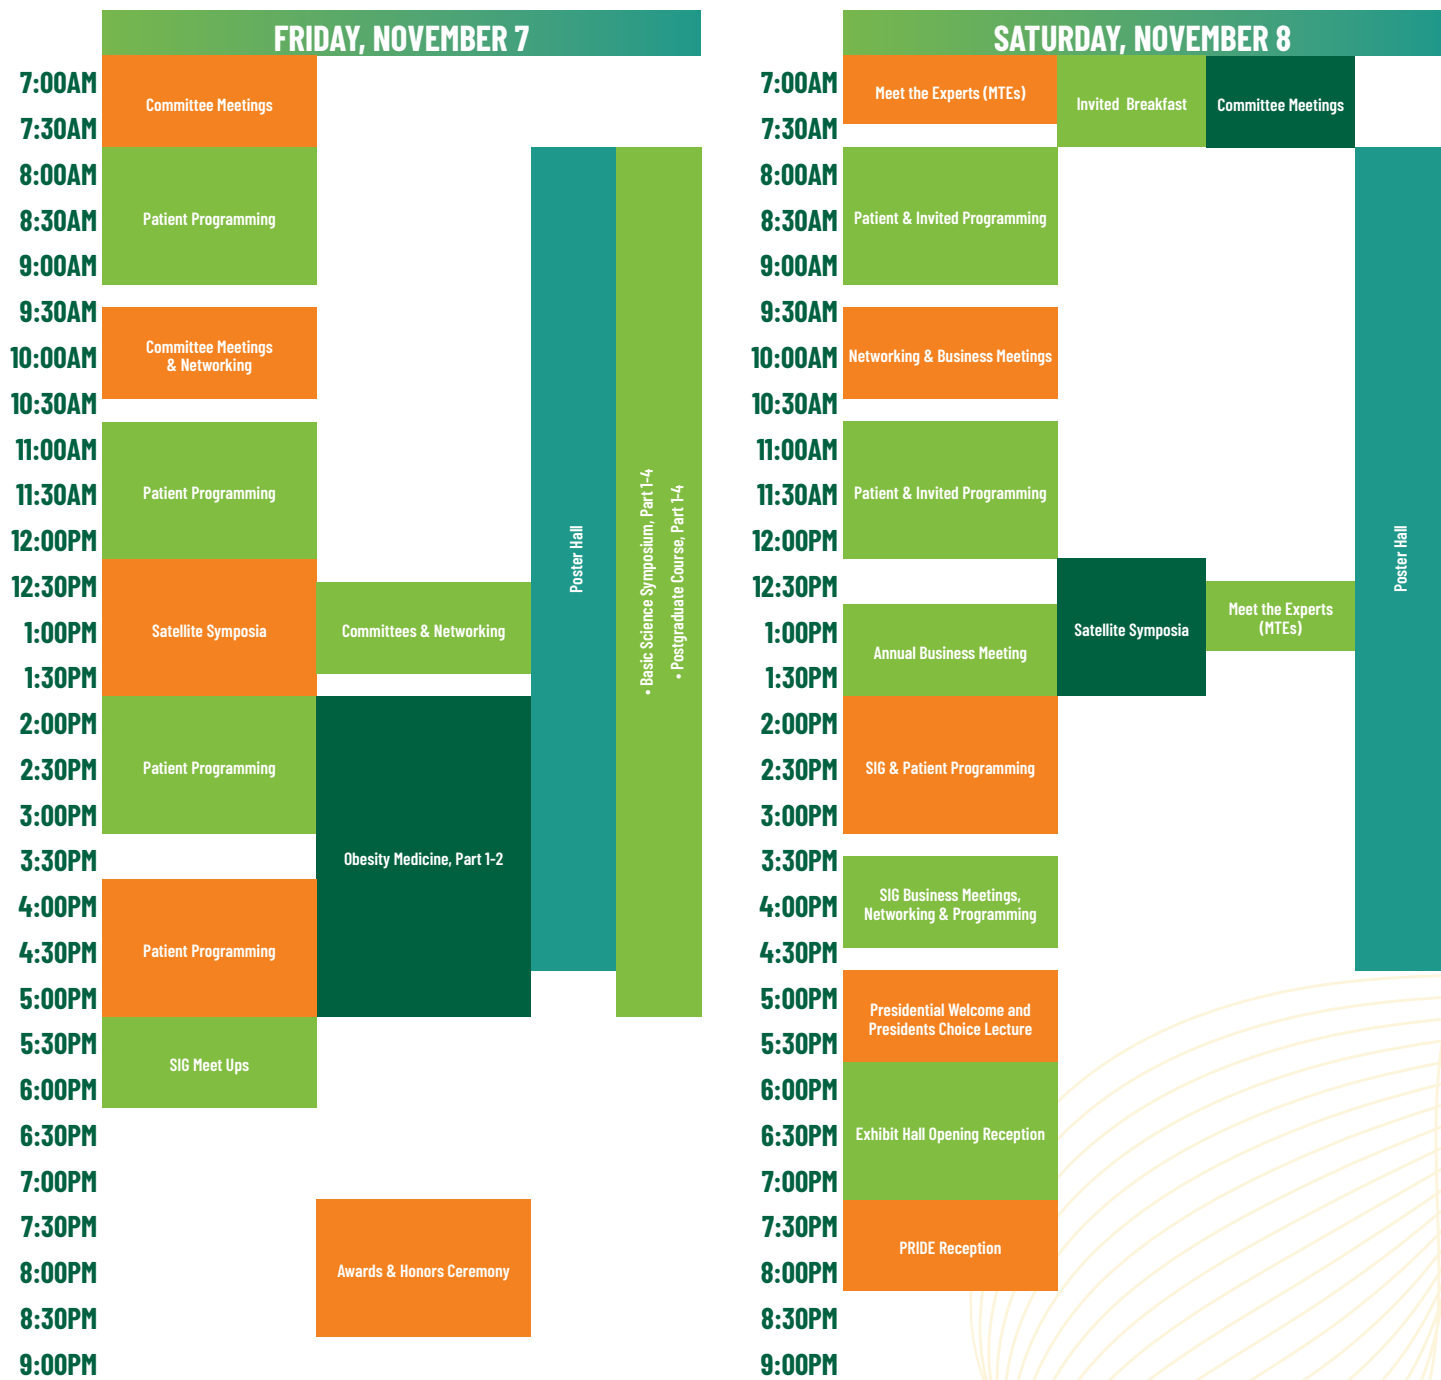 FRIDAY, NOVEMBER 7
7:00AM
7:30AM
8:00AM
8:30AM
9:00AM
9:30AM
10:00AM
10:30AM
11:00AM
11:30AM
12:00PM
12:30PM
1:00PM
1:30PM
2:00PM
2:30PM
3:00PM
3:30PM
4:00PM
4:30PM
5:00PM
5:30PM
6:00PM
6:30PM
7:00PM
7:30PM
8:00PM
8:30PM
9:00PM
Committee Meetings
Patient Programming
Committee Meetings
& Networking
Patient Programming
Satellite Symposia
Patient Programming
Patient Programming
SIG Meet Ups
Committees & Networking
Obesity Medicine, Part 1-2
Awards & Honors Ceremony
Poster Hall
• Basic Science Symposium, Part 1-4
• Postgraduate Course, Part 1-4
SATURDAY, NOVEMBER 8
7:00AM
7:30AM
8:00AM
8:30AM
9:00AM
9:30AM
10:00AM
10:30AM
11:00AM
11:30AM
12:00PM
12:30PM
1:00PM
1:30PM
2:00PM
2:30PM
3:00PM
3:30PM
4:00PM
4:30PM
5:00PM
5:30PM
6:00PM
6:30PM
7:00PM
7:30PM
8:00PM
8:30PM
9:00PM
Meet the Experts (MTEs)
Patient & Invited Programming
Networking & Business Meetings
Patient & Invited Programming
Annual Business Meeting
SIG & Patient Programming
SIG Business Meetings,
Networking & Programming
Presidential Welcome and
Presidents Choice Lecture
Exhibit Hall Opening Reception
PRIDE Reception
Invited Breakfast
Satellite Symposia
Committee Meetings
Meet the Experts
(MTEs)
Poster Hall